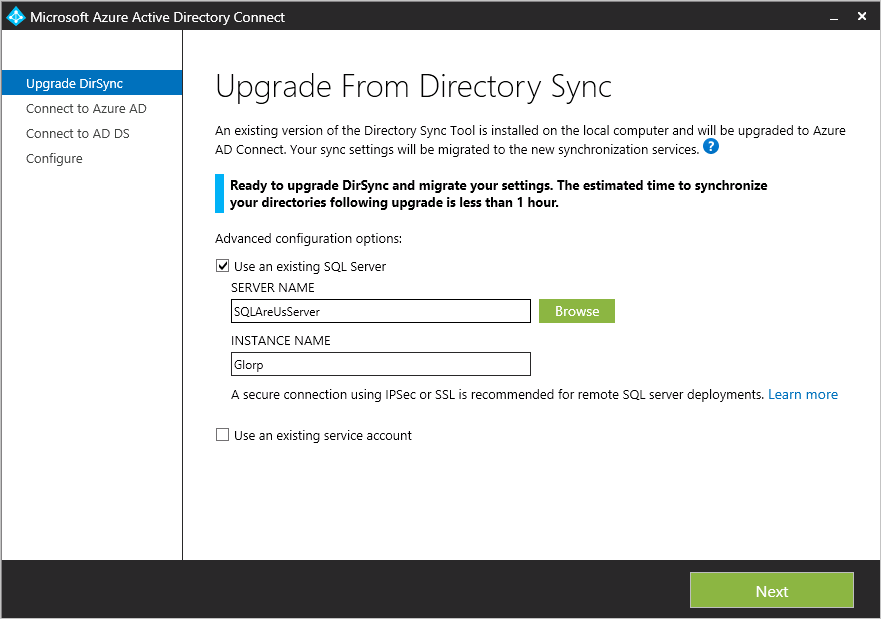 Microsoft Azure Active Directory Connect
Upgrade DirSync
Connect to Azure AD
Connect to AD DS
Configure
Upgrade From Directory Sync
An existing version of the Directory Sync Tool is installed on the local computer and will be upgraded to Azure
AD Connect. Your sync settings will be migrated to the new synchronization services. ?
Ready to upgrade DirSync and migrate your settings. The estimated time to synchronize
your directories following upgrade is less than 1 hour.
Advanced configuration options:
Use an existing SQL Server
SERVER NAME
SQLAreUsServer
Browse
INSTANCE NAME
Glorp
A secure connection using IPSec or SSL is recommended for remote SQL server deployments. Learn more
Use an existing service account
Next